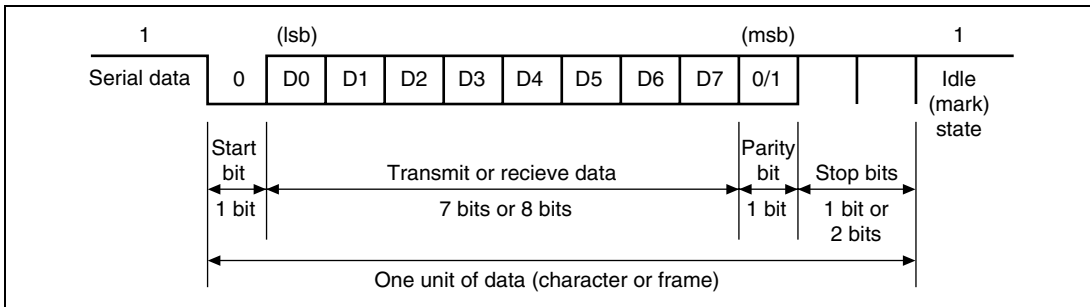 1 (lsb) (msb) 1
Serial data 0 D0 D1 D2 D3 D4 D5 D6 D7 0/1 Idle
(mark)
state
Start
bit
1 bit
Transmit or recieve data
7 bits or 8 bits
Parity
bit
1 bit
Stop bits
1 bit or
2 bits
One unit of data (character or frame)